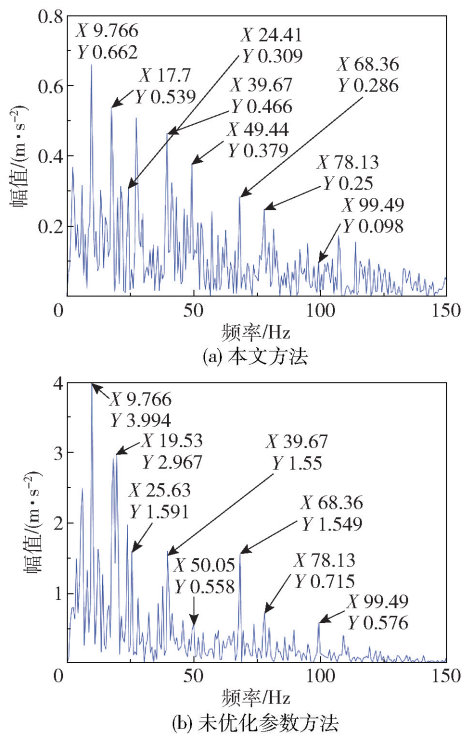 0.8
X 9.766
Y 0.662
X 24.41
Y 0.309
X 17.7
Y 0.539
X 39.67
Y 0.466
X 68.36
Y 0.286
X 49.44
Y 0.379
X 78.13
Y 0.25
X 99.49
Y 0.098
0.6
0.4
0.2
幅值/(m·s⁻²)
0 50 100 150
频率/Hz
(a) 本文方法
4
X 9.766
Y 3.994
X 19.53
Y 2.967
X 39.67
Y 1.55
X 25.63
Y 1.591
X 68.36
Y 1.549
X 50.05
Y 0.558
X 78.13
Y 0.715
X 99.49
Y 0.576
3
2
1
幅值/(m·s⁻²)
0 50 100 150
频率/Hz
(b) 未优化参数方法